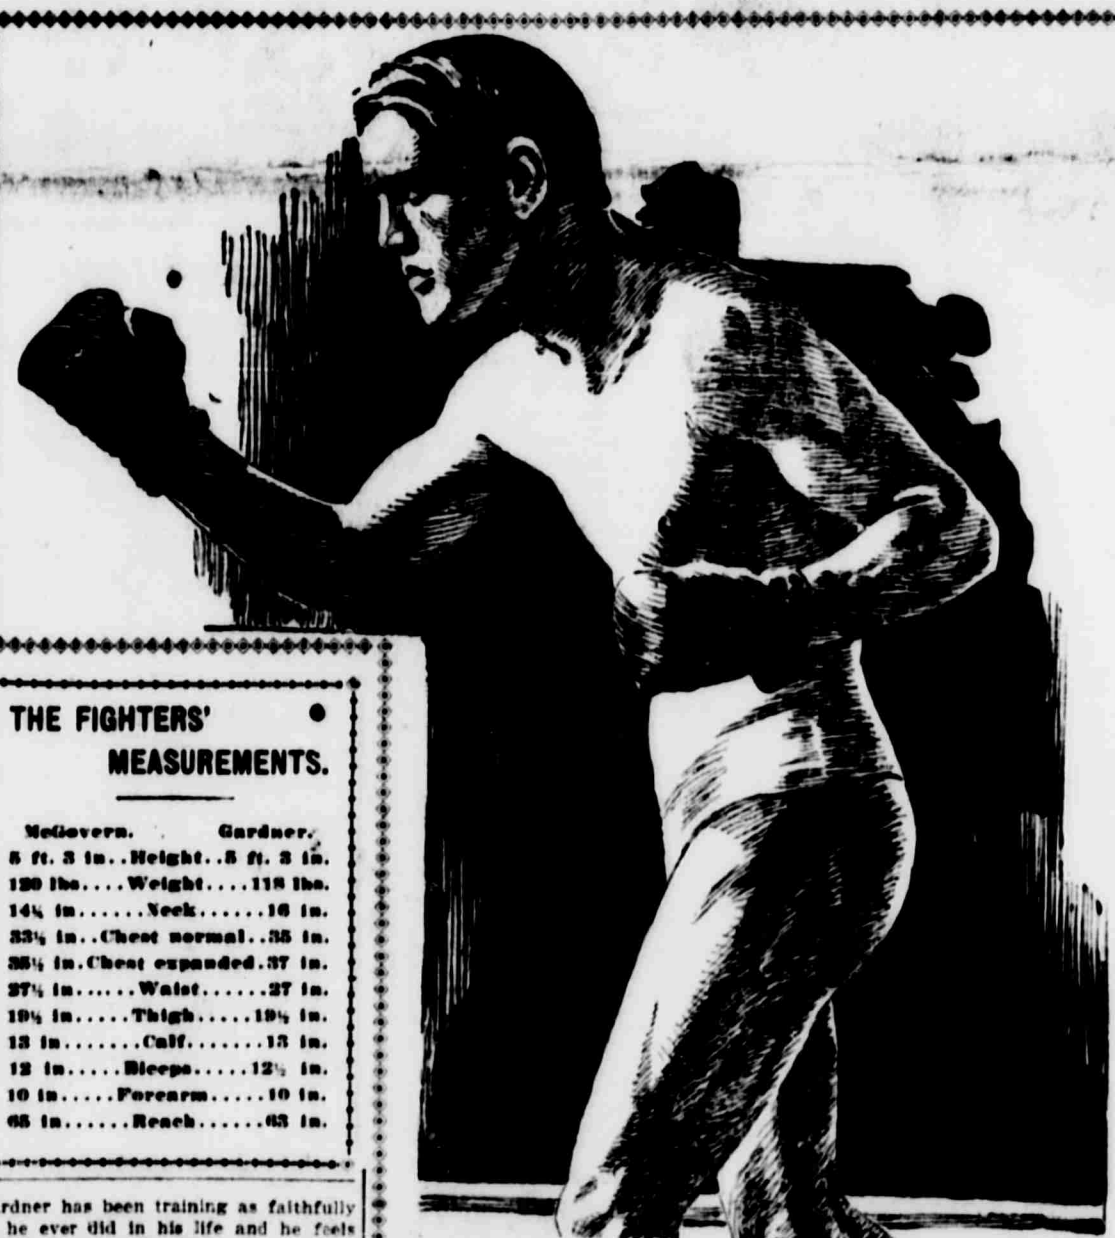 THE FIGHTERS'
MEASUREMENTS.
McGovern. Gardner.
5 ft. 3 in..Height..5 ft. 3 in.
120 lbs....Weight....118 lbs.
14½ in......Neck......16 in.
33½ in..Chest normal..35 in.
35½ in.Chest expanded.37 in.
27½ in......Waist......27 in.
19½ in.....Thigh.....19½ in.
13 in.......Calf.......13 in.
12 in.....Biceps.....12½ in.
10 in.....Forearm.....10 in.
65 in......Reach......63 in.
rdner has been training as faithfully
he ever did in his life and he feels